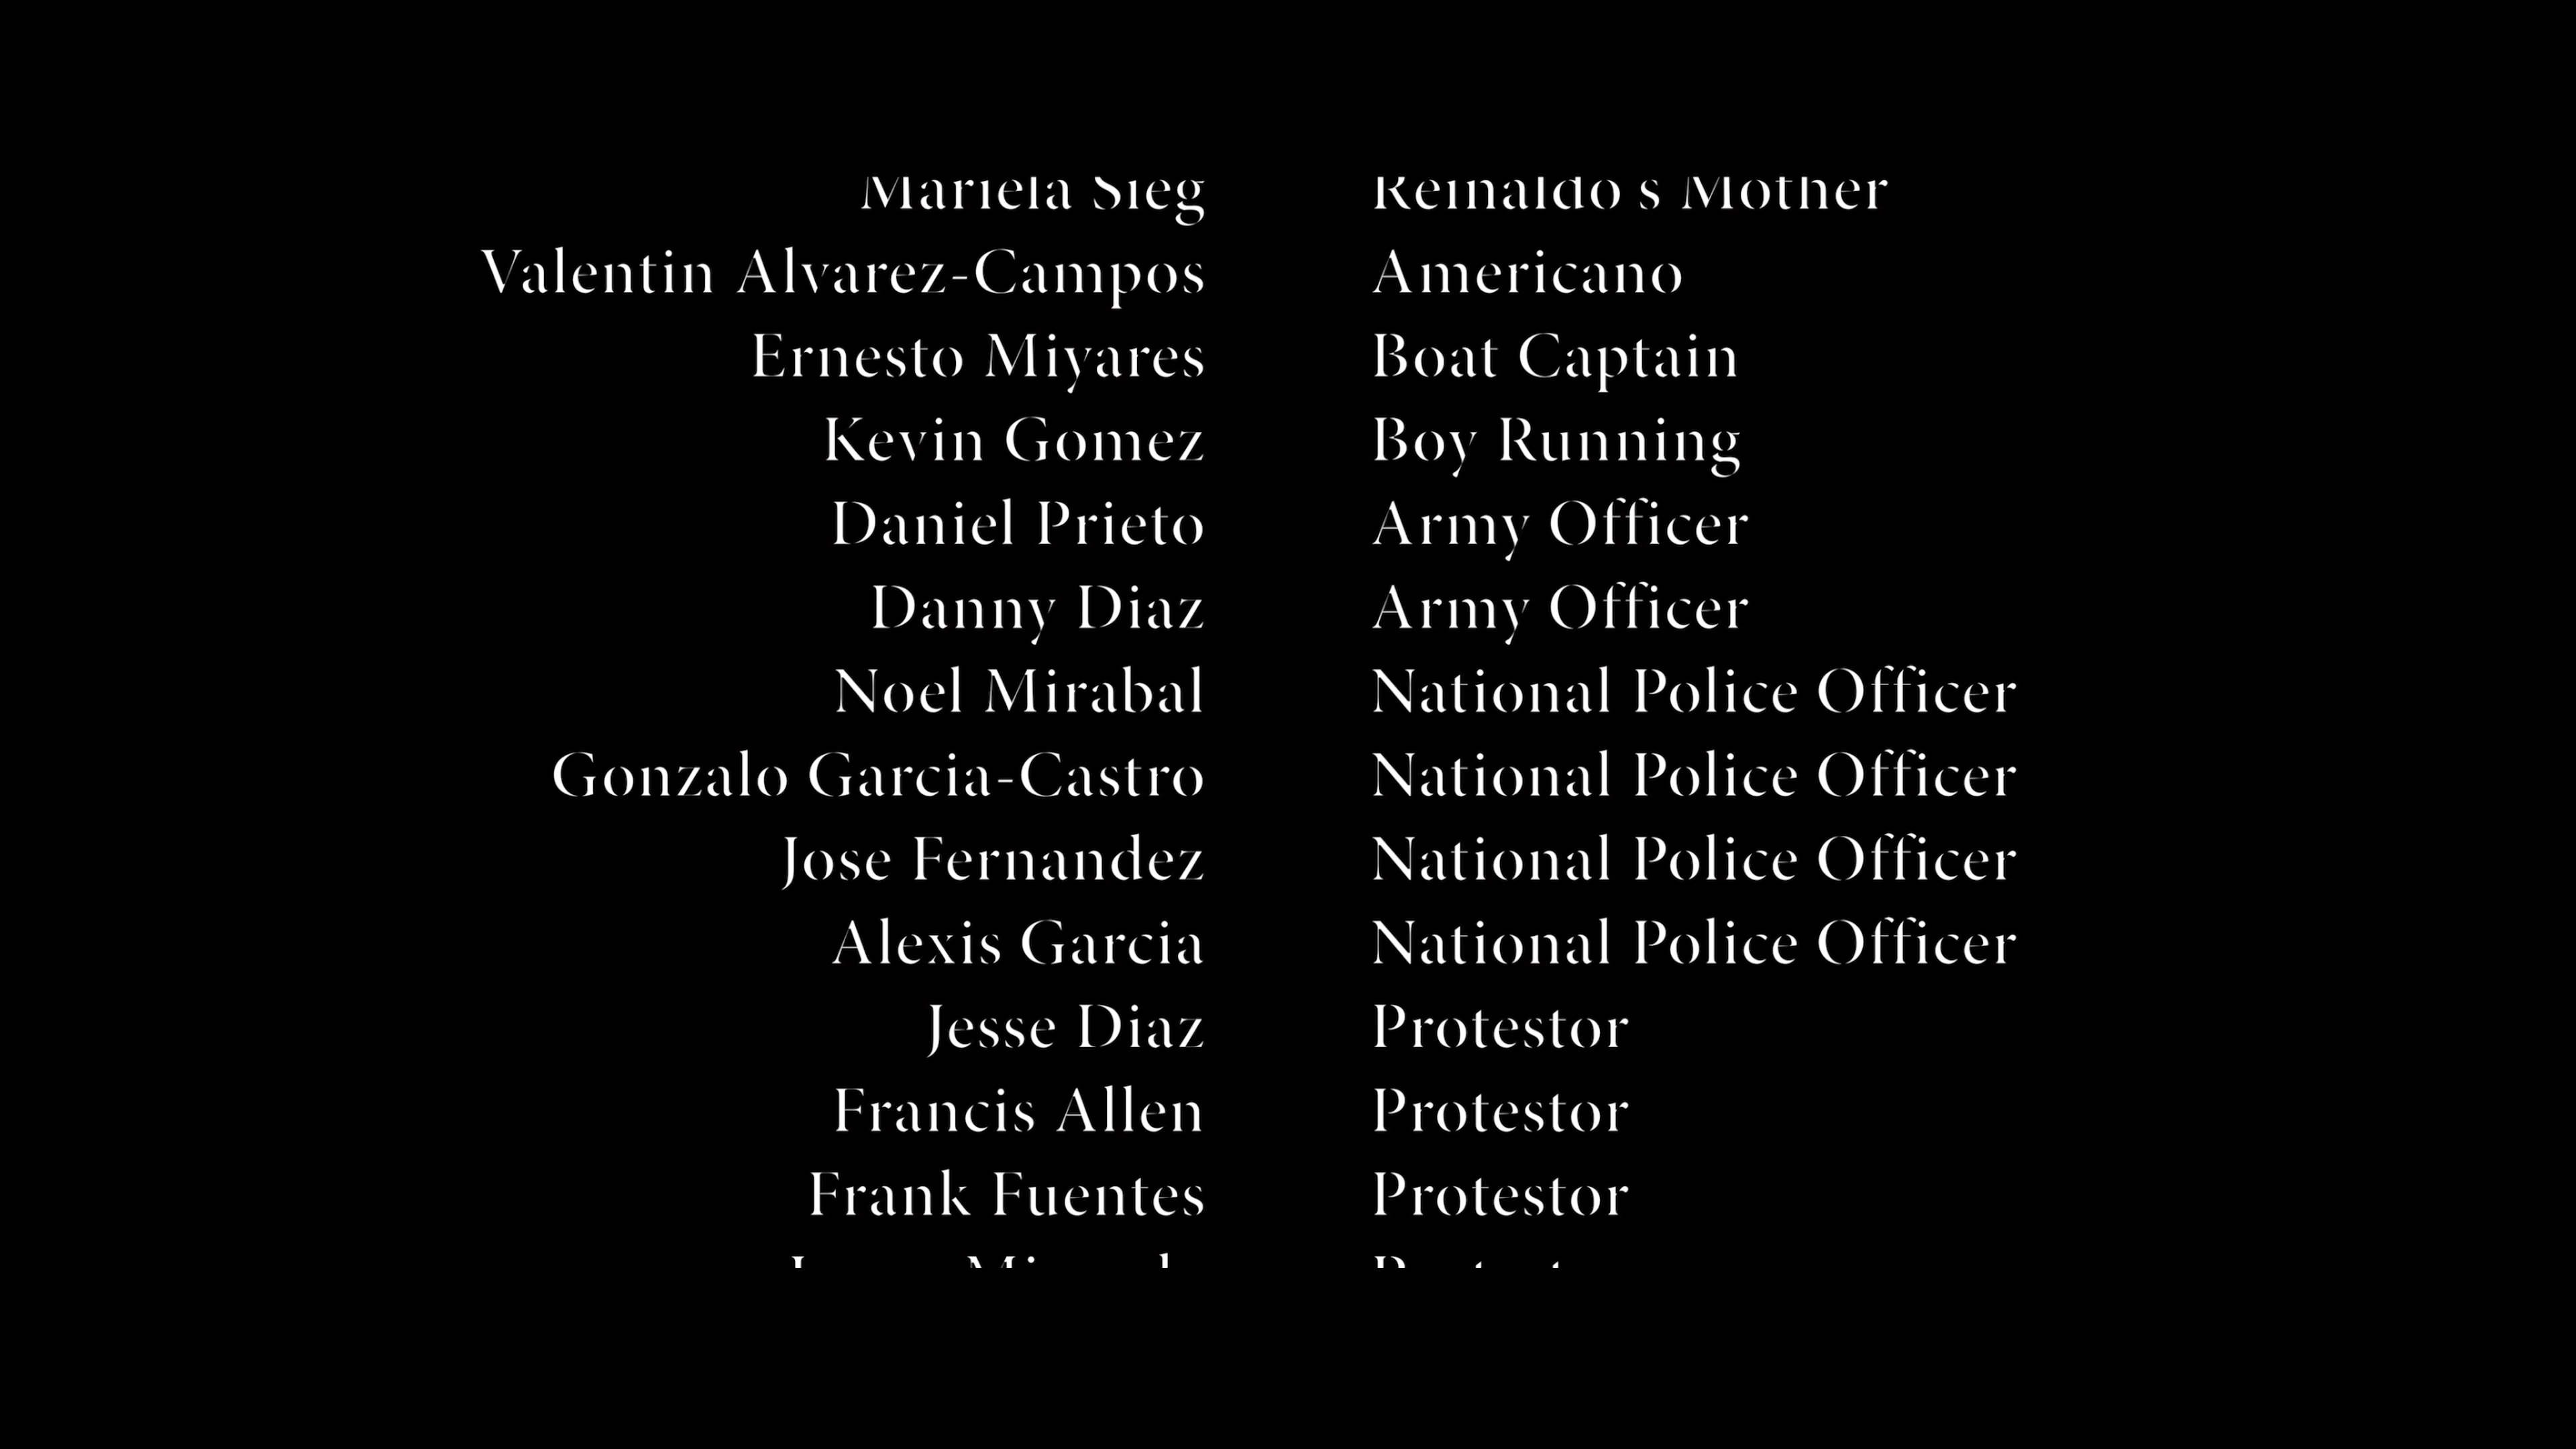 Mariela Sieg Reinaldo's Mother
Valentin Alvarez-Campos Americano
Ernesto Miyares Boat Captain
Kevin Gomez Boy Running
Daniel Prieto Army Officer
Danny Diaz Army Officer
Noel Mirabal National Police Officer
Gonzalo Garcia-Castro National Police Officer
Jose Fernandez National Police Officer
Alexis Garcia National Police Officer
Jesse Diaz Protestor
Francis Allen Protestor
Frank Fuentes Protestor